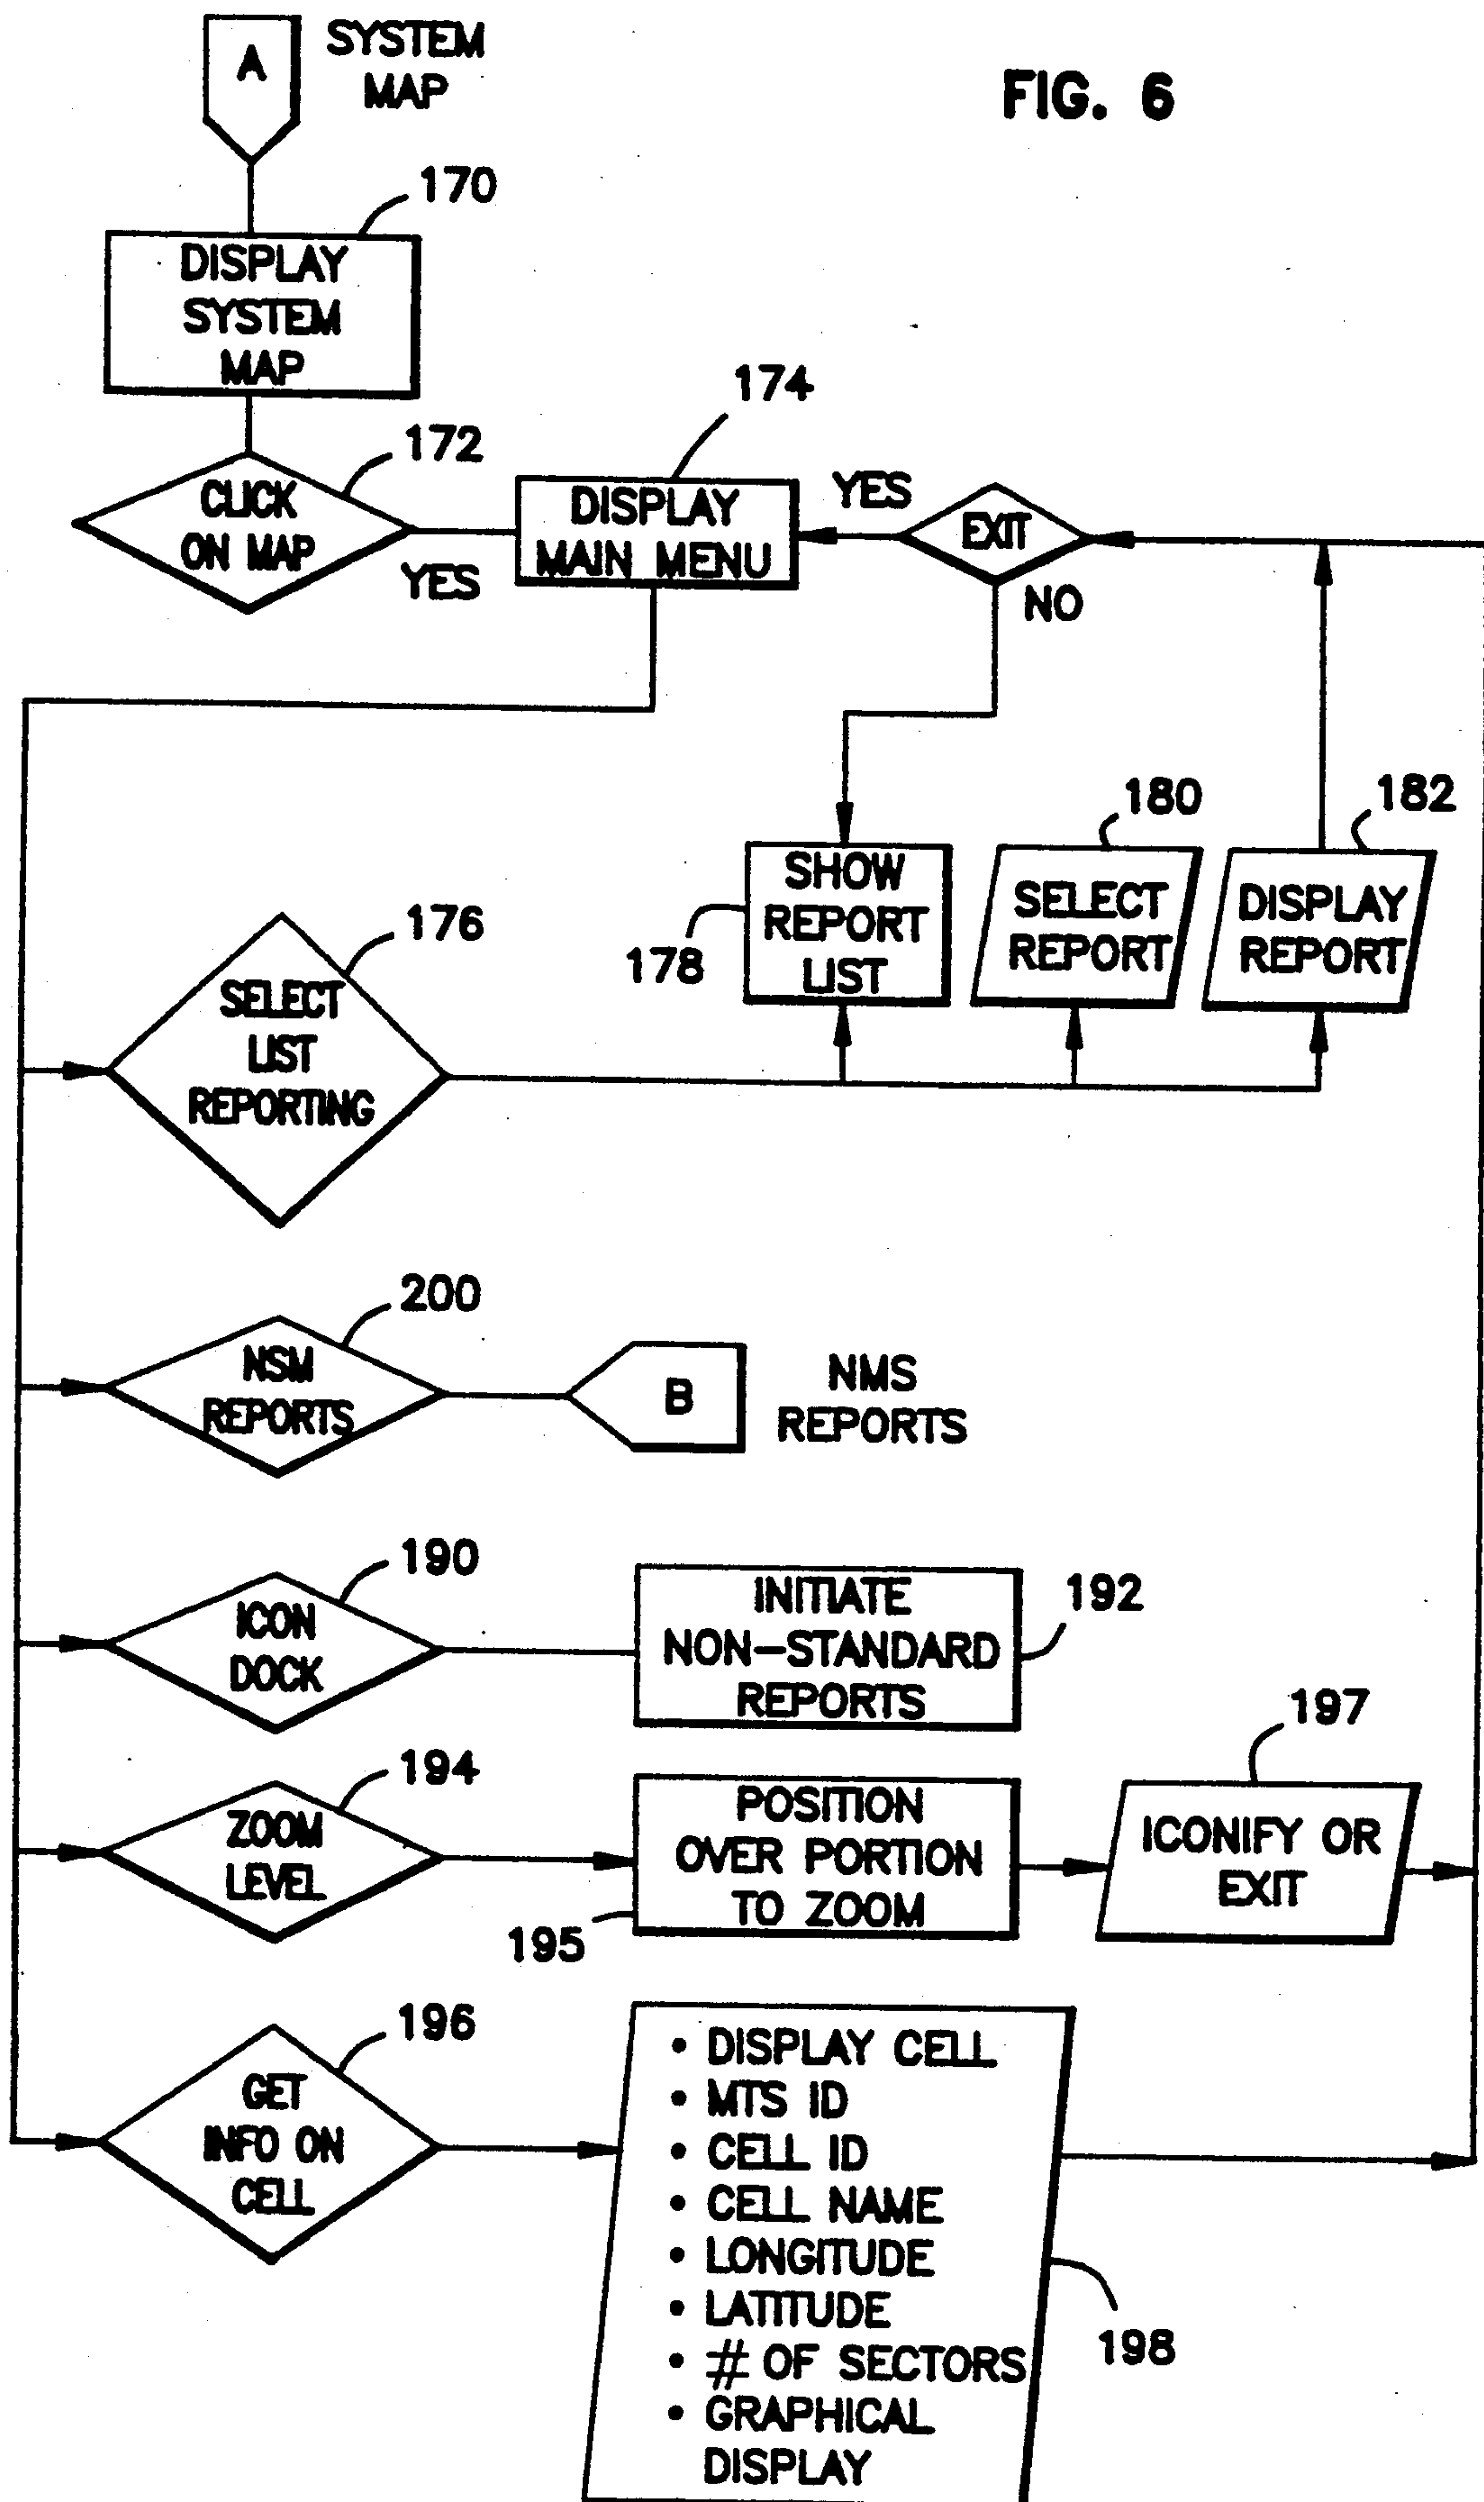 A
SYSTEM
MAP
FIG. 6
170
DISPLAY
SYSTEM
MAP
172
CLICK
ON MAP
YES
174
DISPLAY
MAIN MENU
YES
EXIT
NO
176
SELECT
LIST
REPORTING
178
SHOW
REPORT
LIST
180
SELECT
REPORT
182
DISPLAY
REPORT
200
NSM
REPORTS
B
NMS
REPORTS
190
ICON
DOCK
INITIATE
NON-STANDARD
REPORTS
192
194
ZOOM
LEVEL
POSITION
OVER PORTION
TO ZOOM
195
197
ICONIFY OR
EXIT
196
GET
INFO ON
CELL
• DISPLAY CELL
• MTS ID
• CELL ID
• CELL NAME
• LONGITUDE
• LATITUDE
• # OF SECTORS
• GRAPHICAL
DISPLAY
198